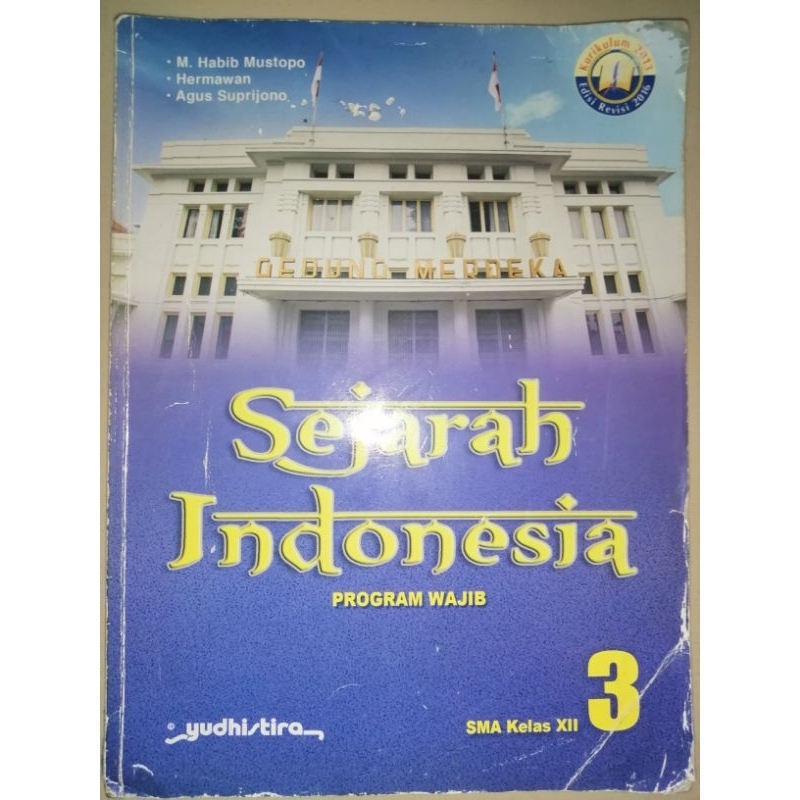 • M. Habib Mustopo
• Hermawan
• Agus Suprijono
Kurikulum 2013
Edisi Revisi 2016
GEDUNG MERDEKA
Sejarah
Indonesia
PROGRAM WAJIB
SMA Kelas XII 3
yudhistira